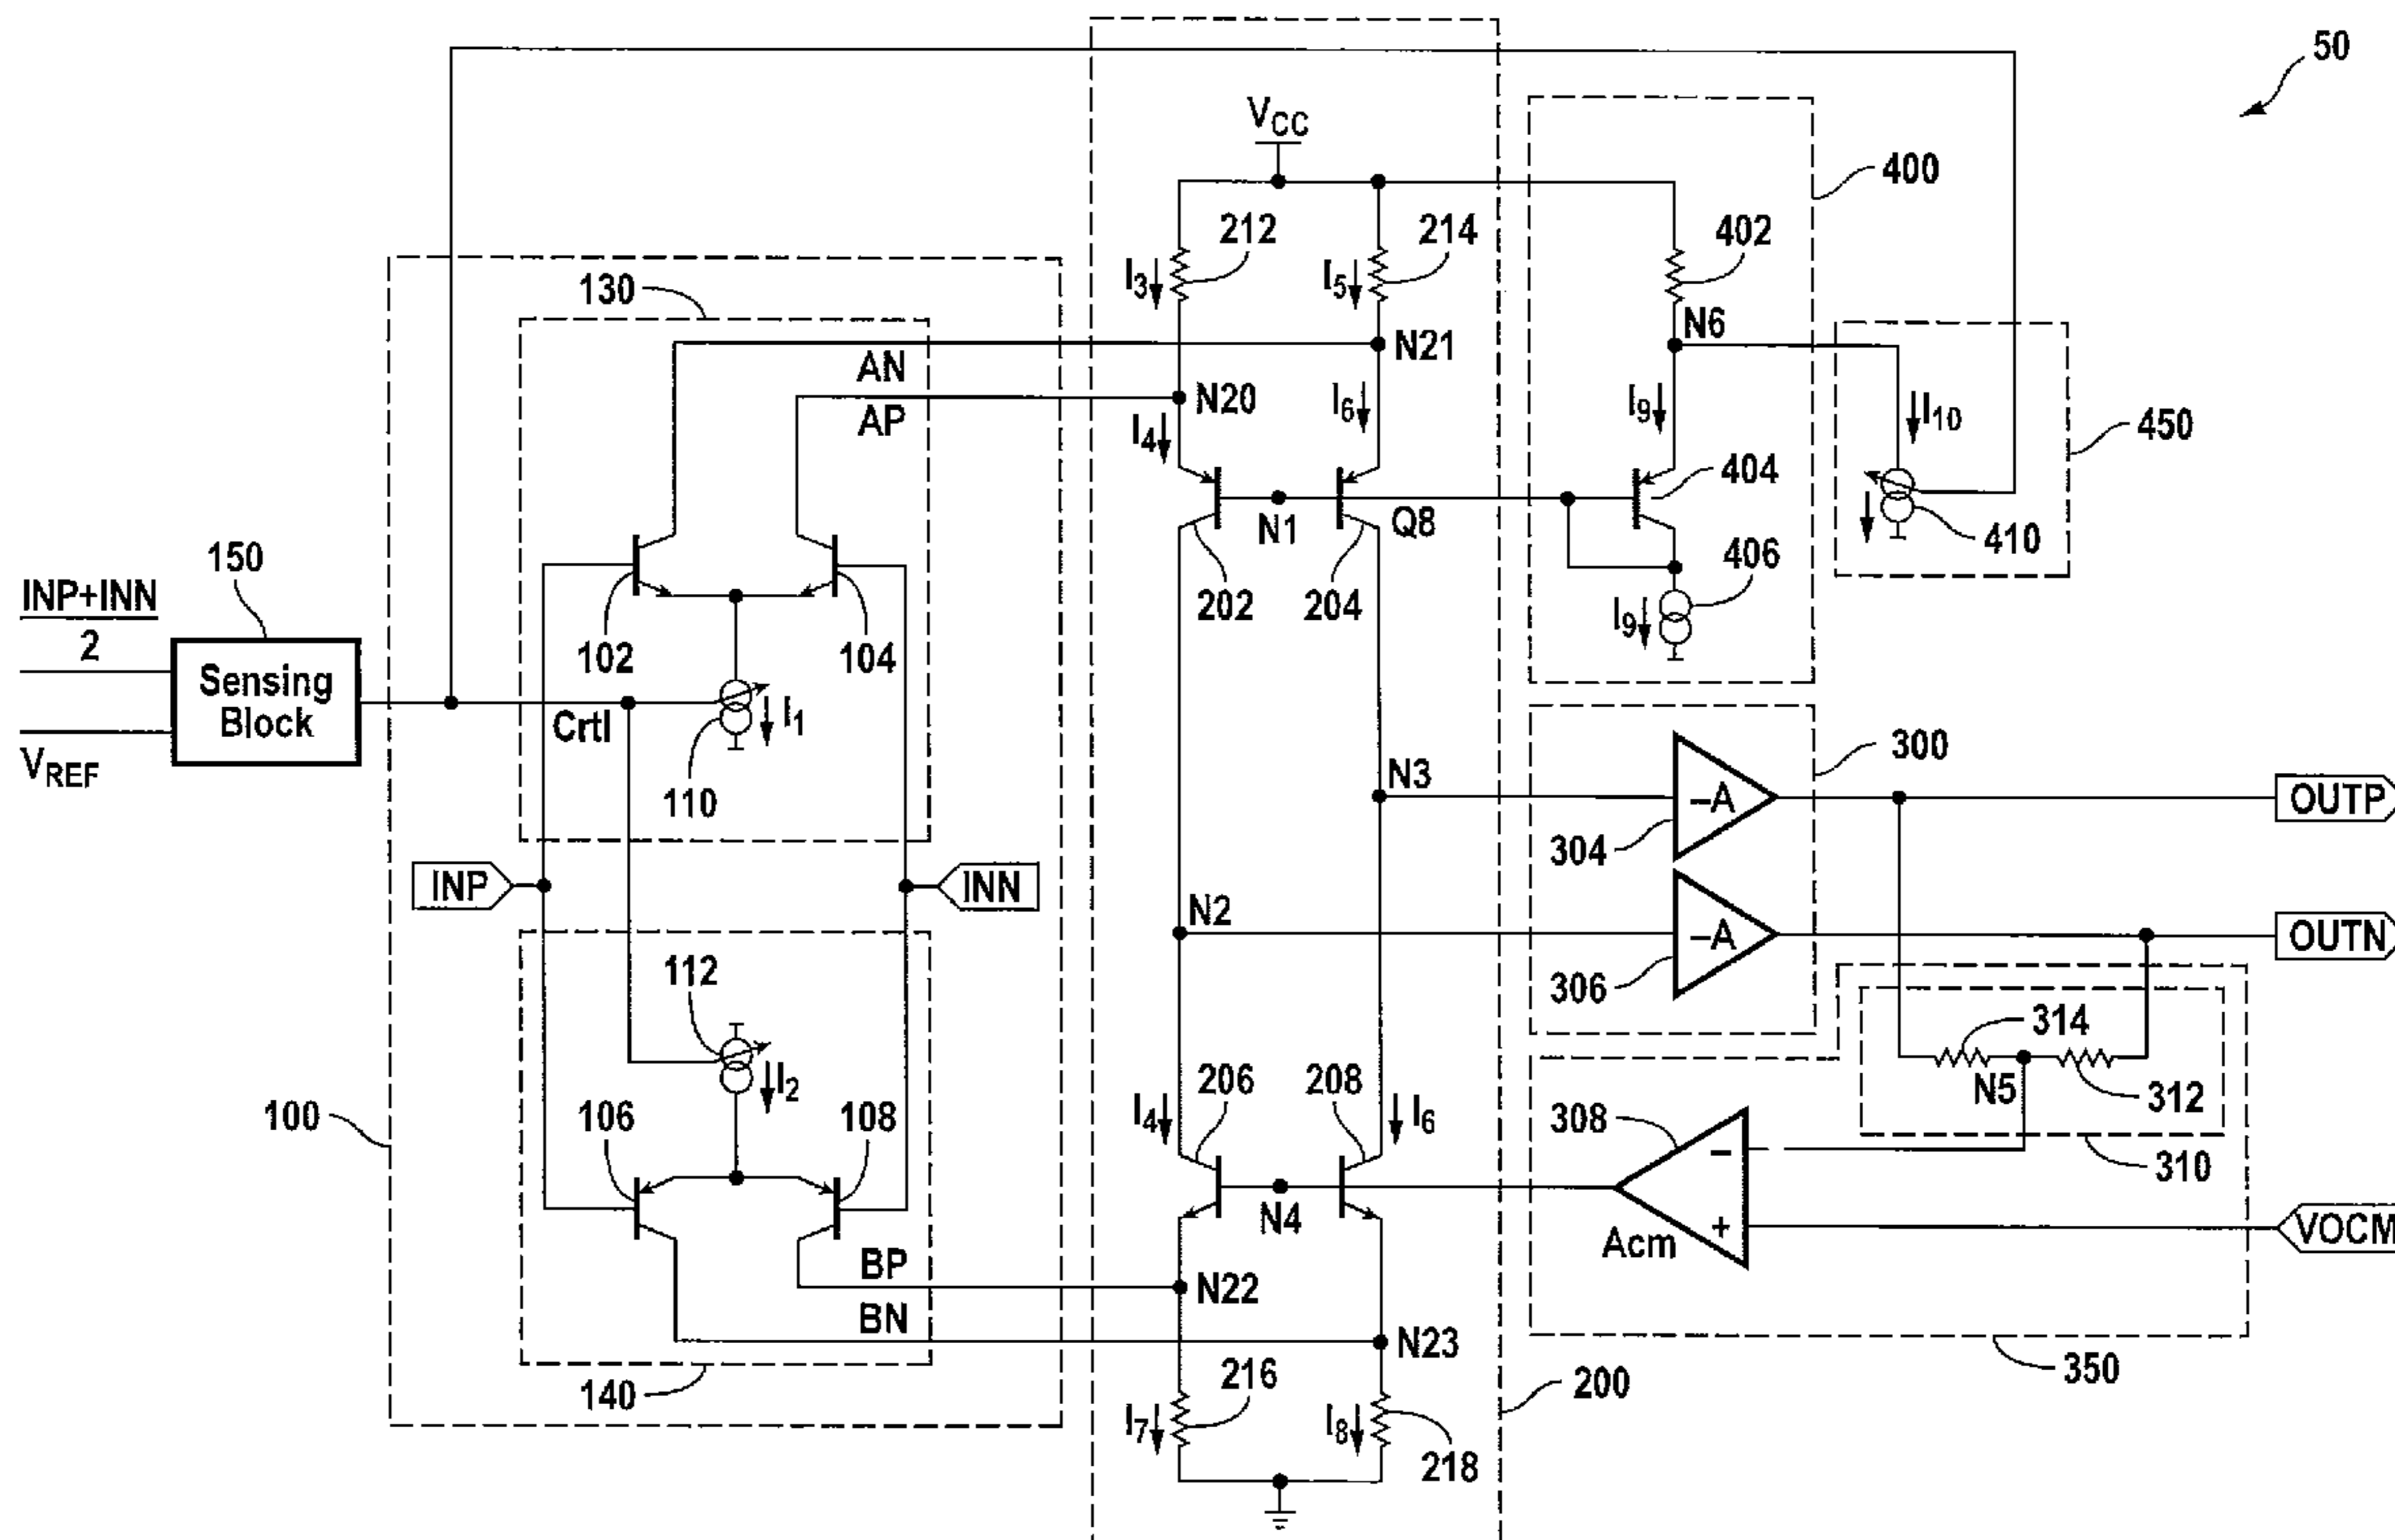 50
V_CC
400
212
214
402
I3
I5
N6
130
AN
N21
AP
N20
I4
I6
I9
I10
450
404
N1
Q8
410
202
204
406
I9
150
INP+INN
2
Sensing
Block
V_REF
102
104
Crtl
I1
110
N3
300
-A
OUTP
304
INP
INN
N2
-A
OUTN
306
112
I2
314
N5
312
310
100
106
108
I4
206
208
I6
308
-
+
N4
Acm
VOCM
BP
N22
BN
N23
350
140
216
200
I7
I8
218